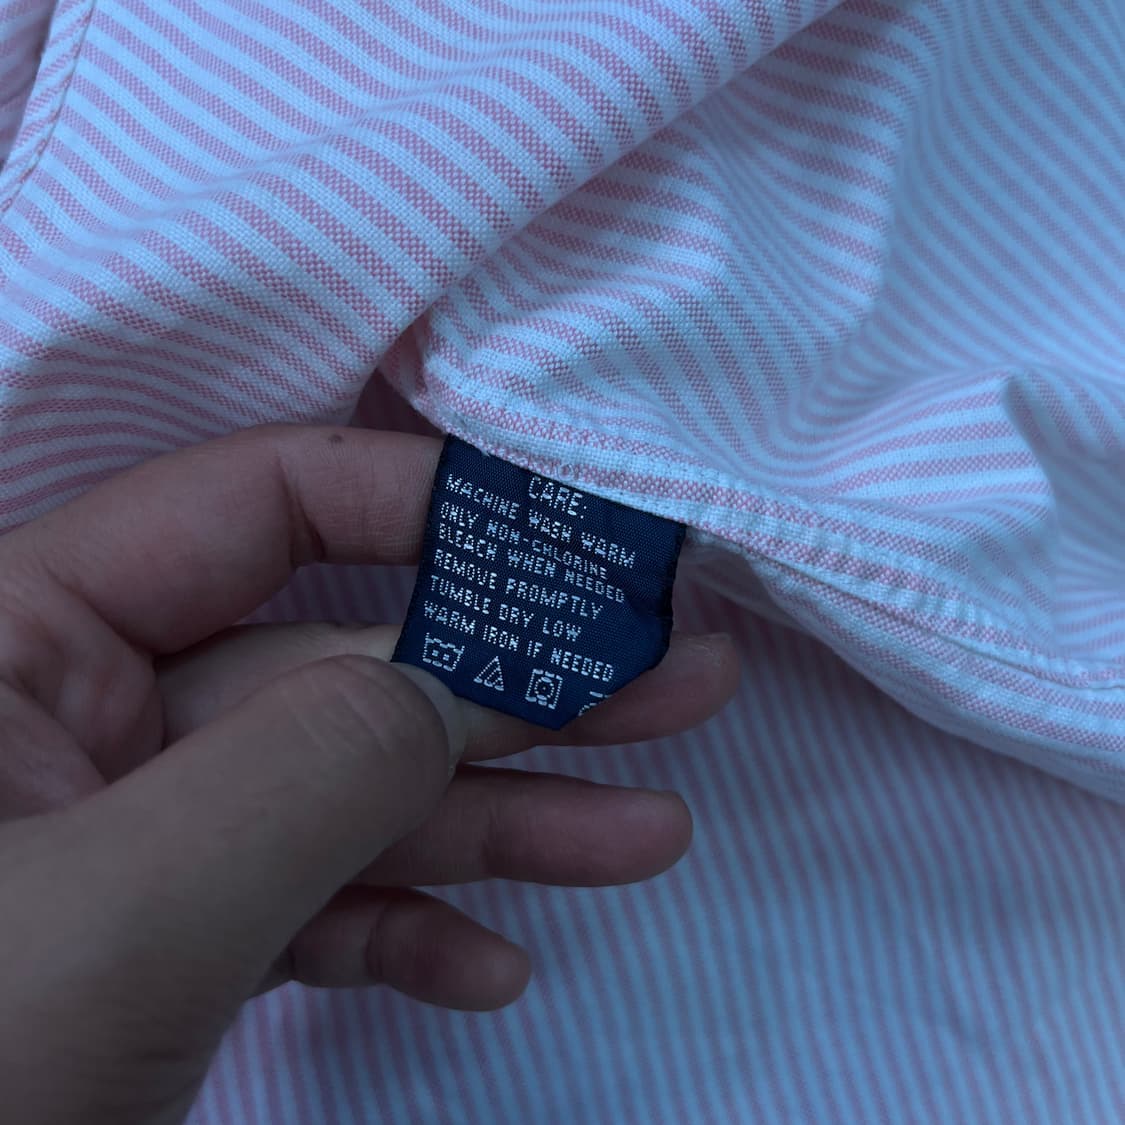 CARE:
MACHINE WASH WARM
ONLY NON-CHLORINE
BLEACH WHEN NEEDED
REMOVE PROMPTLY
TUMBLE DRY LOW
WARM IRON IF NEEDED